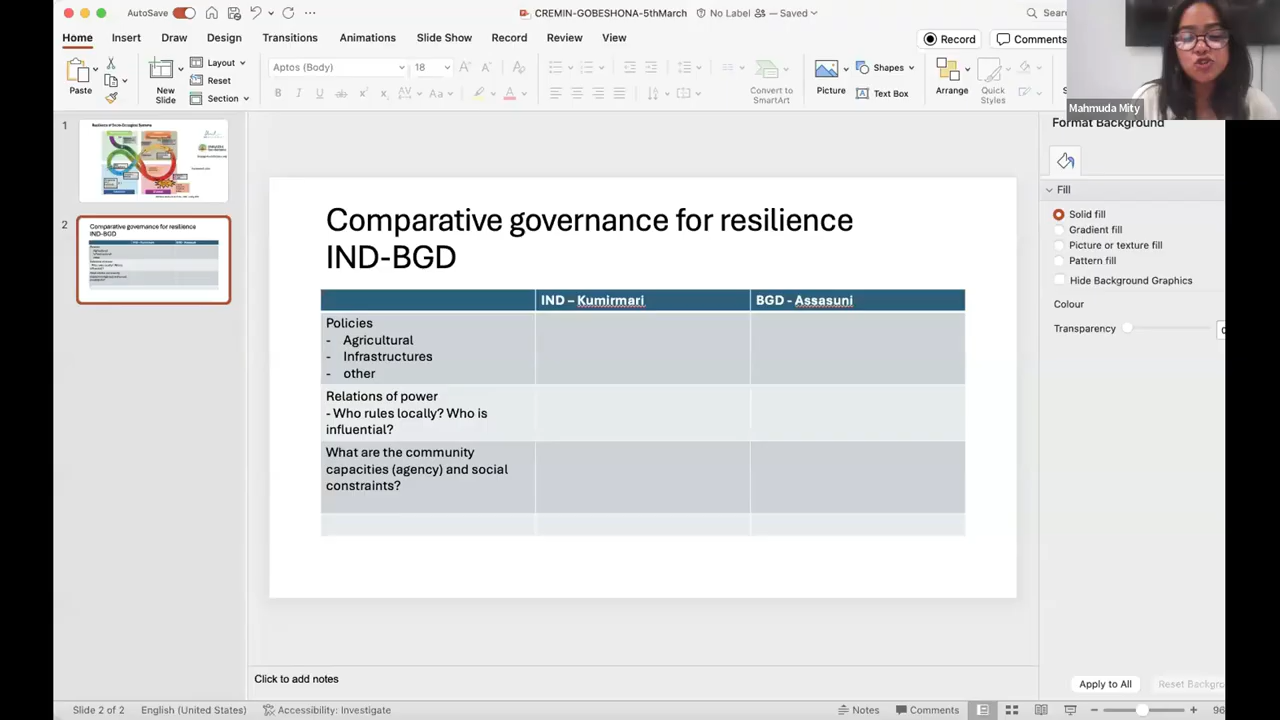 AutoSave
CREMIN-GOBESHONA-5thMarch
No Label
— Saved
Home
Insert
Draw
Design
Transitions
Animations
Slide Show
Record
Review
View
Record
Comments
Mahmuda Mity
Paste
New
Slide
Layout
Reset
Section
Aptos (Body)
18
Convert to
SmartArt
Picture
Shapes
Text Box
Arrange
Quick
Styles
Format Background
Fill
Solid fill
Gradient fill
Picture or texture fill
Pattern fill
Hide Background Graphics
Colour
Transparency
1
2
Comparative governance for resilience
IND-BGD
IND – Kumirmari
BGD - Assasuni
Policies
- Agricultural
- Infrastructures
- other
Relations of power
- Who rules locally? Who is
influential?
What are the community
capacities (agency) and social
constraints?
Click to add notes
Apply to All
Slide 2 of 2
English (United States)
Accessibility: Investigate
Notes
Comments